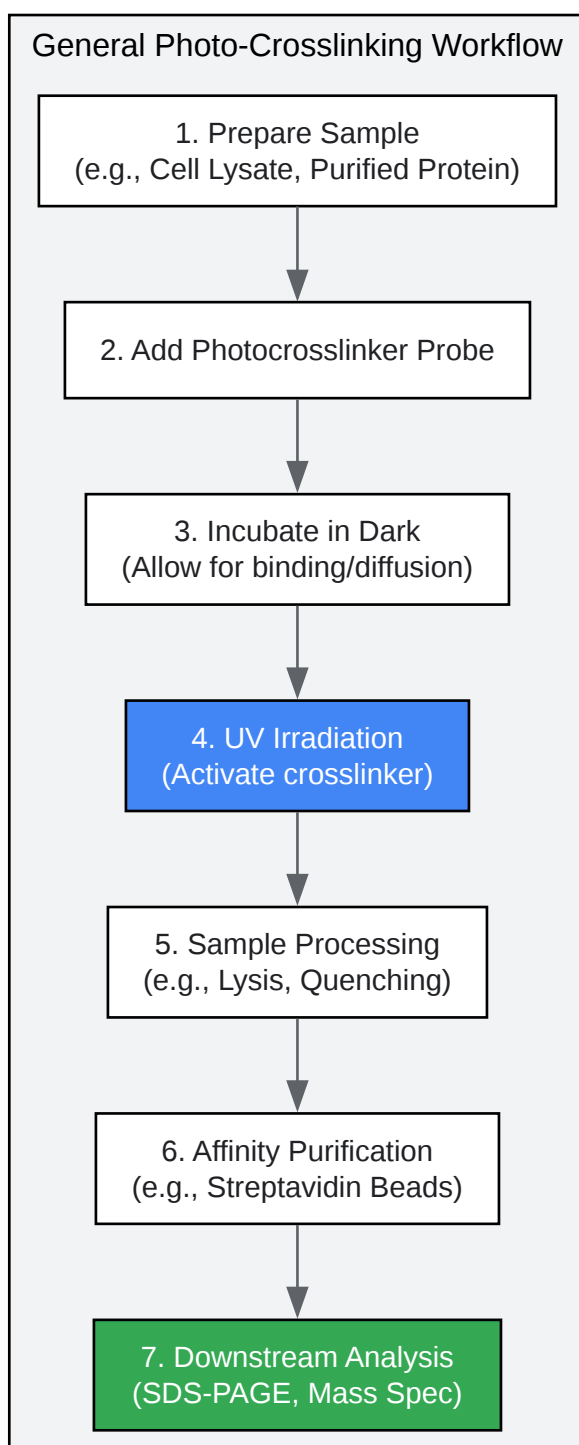 General Photo-Crosslinking Workflow
1. Prepare Sample
(e.g., Cell Lysate, Purified Protein)
2. Add Photocrosslinker Probe
3. Incubate in Dark
(Allow for binding/diffusion)
4. UV Irradiation
(Activate crosslinker)
5. Sample Processing
(e.g., Lysis, Quenching)
6. Affinity Purification
(e.g., Streptavidin Beads)
7. Downstream Analysis
(SDS-PAGE, Mass Spec)